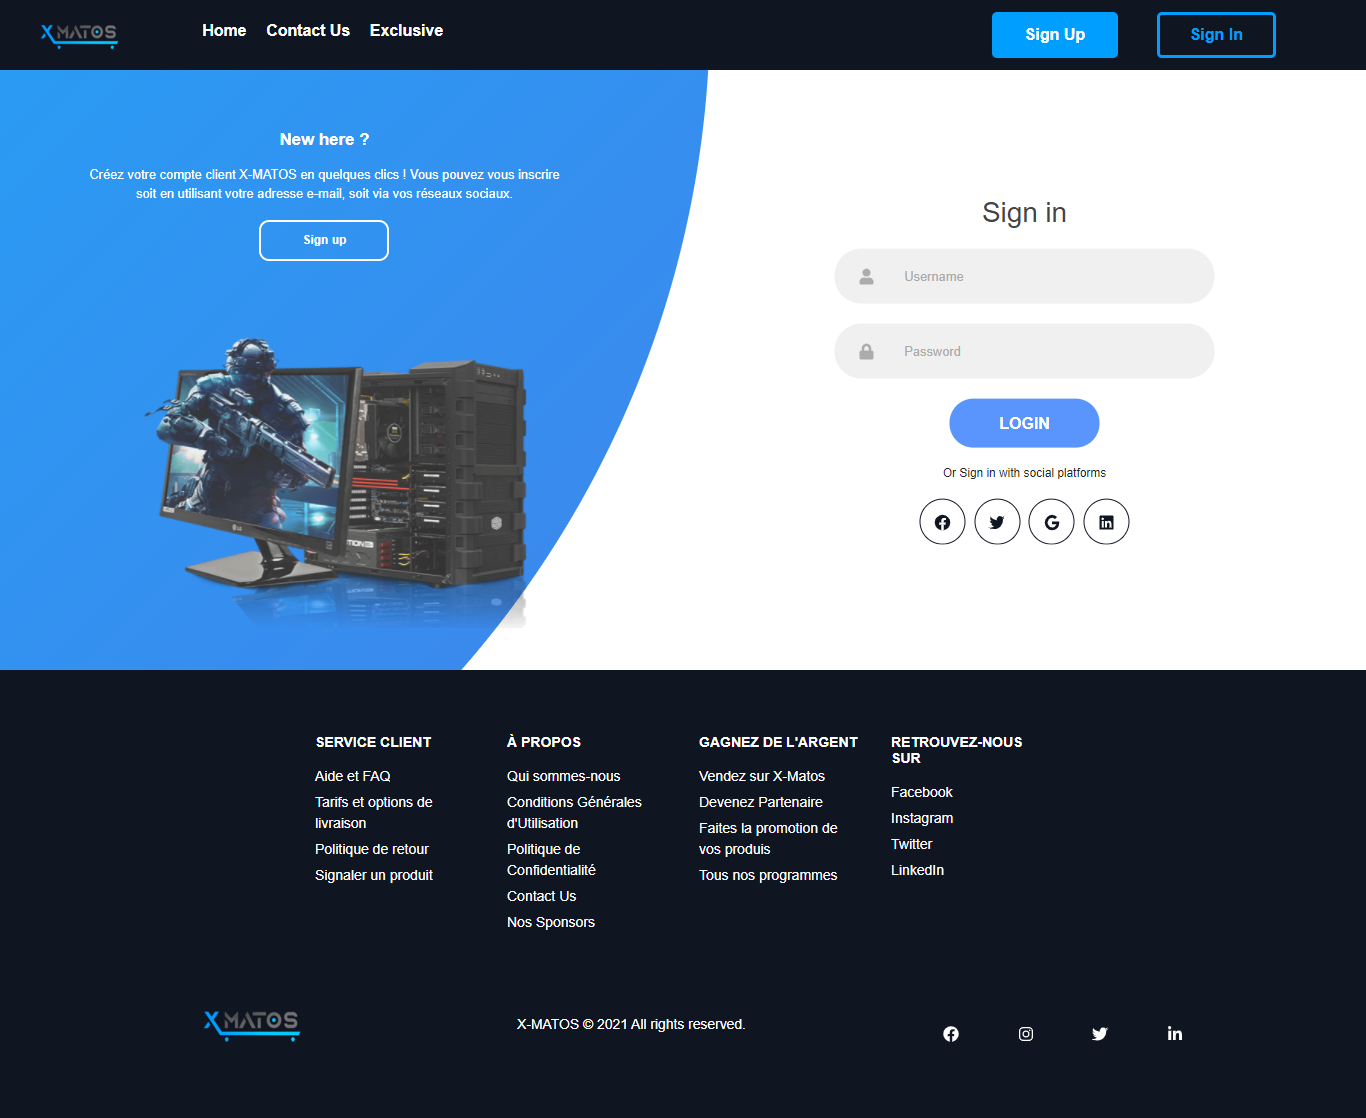 X MATOS
Home Contact Us Exclusive
Sign Up
Sign In
New here ?
Créez votre compte client X-MATOS en quelques clics ! Vous pouvez vous inscrire
soit en utilisant votre adresse e-mail, soit via vos réseaux sociaux.
Sign up
LG
Sign in
Username
Password
LOGIN
Or Sign in with social platforms
SERVICE CLIENT
Aide et FAQ
Tarifs et options de
livraison
Politique de retour
Signaler un produit
À PROPOS
Qui sommes-nous
Conditions Générales
d'Utilisation
Politique de
Confidentialité
Contact Us
Nos Sponsors
GAGNEZ DE L'ARGENT
Vendez sur X-Matos
Devenez Partenaire
Faites la promotion de
vos produis
Tous nos programmes
RETROUVEZ-NOUS
SUR
Facebook
Instagram
Twitter
LinkedIn
X MATOS
X-MATOS © 2021 All rights reserved.